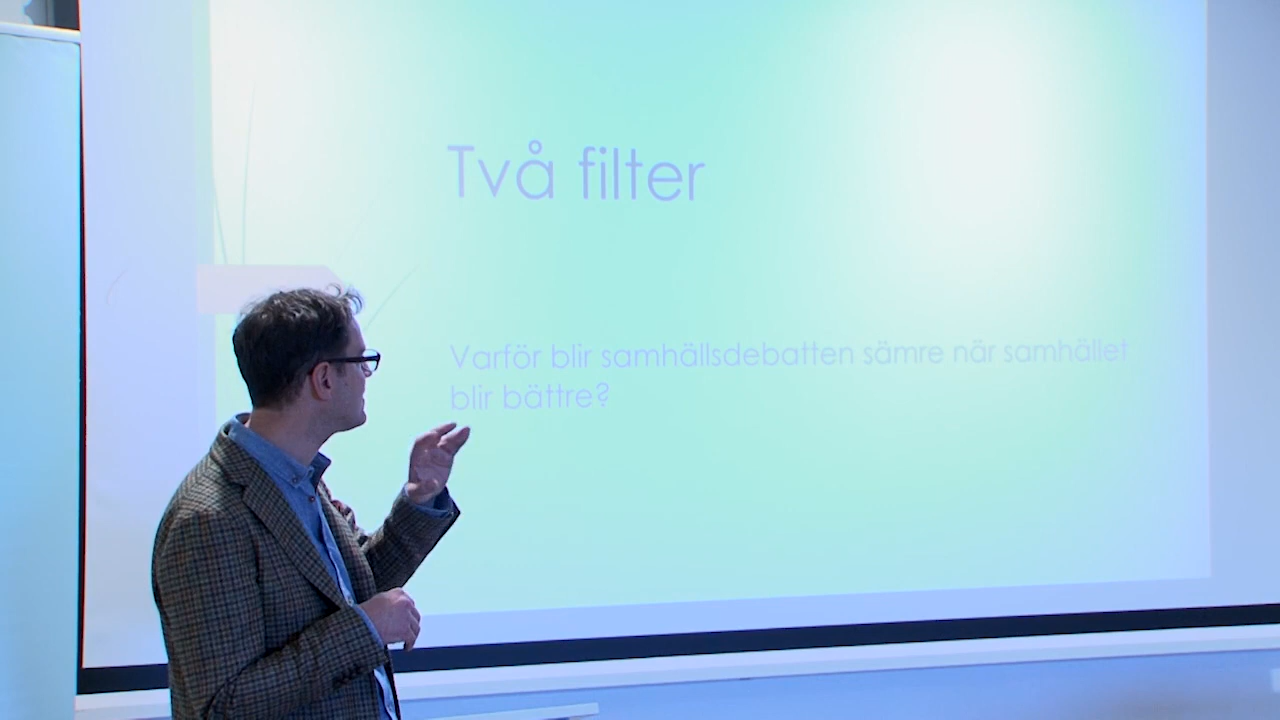 Två filter
Varför blir samhällsdebatten sämre när samhället
blir bättre?